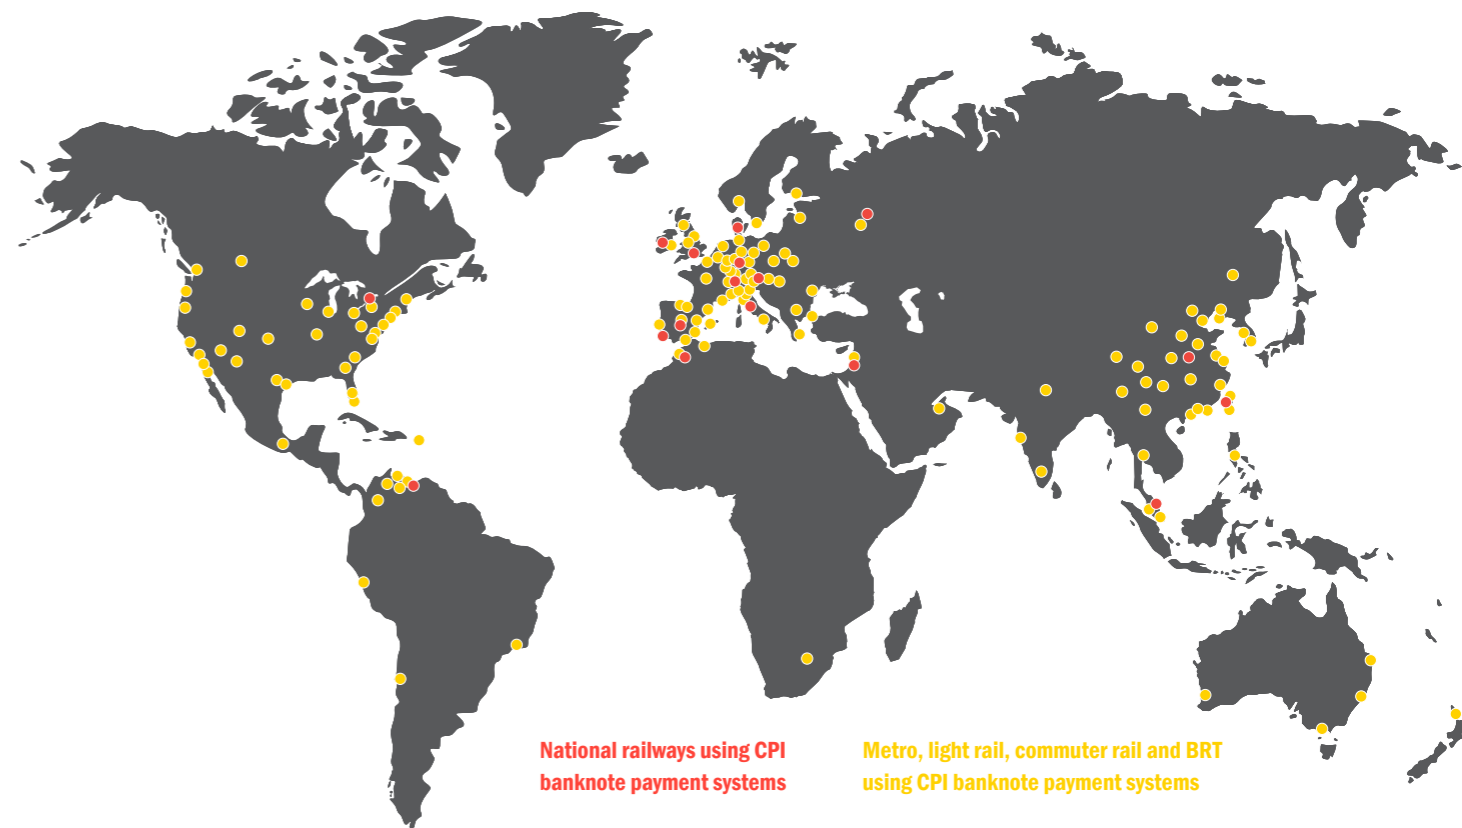 National railways using CPI
banknote payment systems
Metro, light rail, commuter rail and BRT
using CPI banknote payment systems